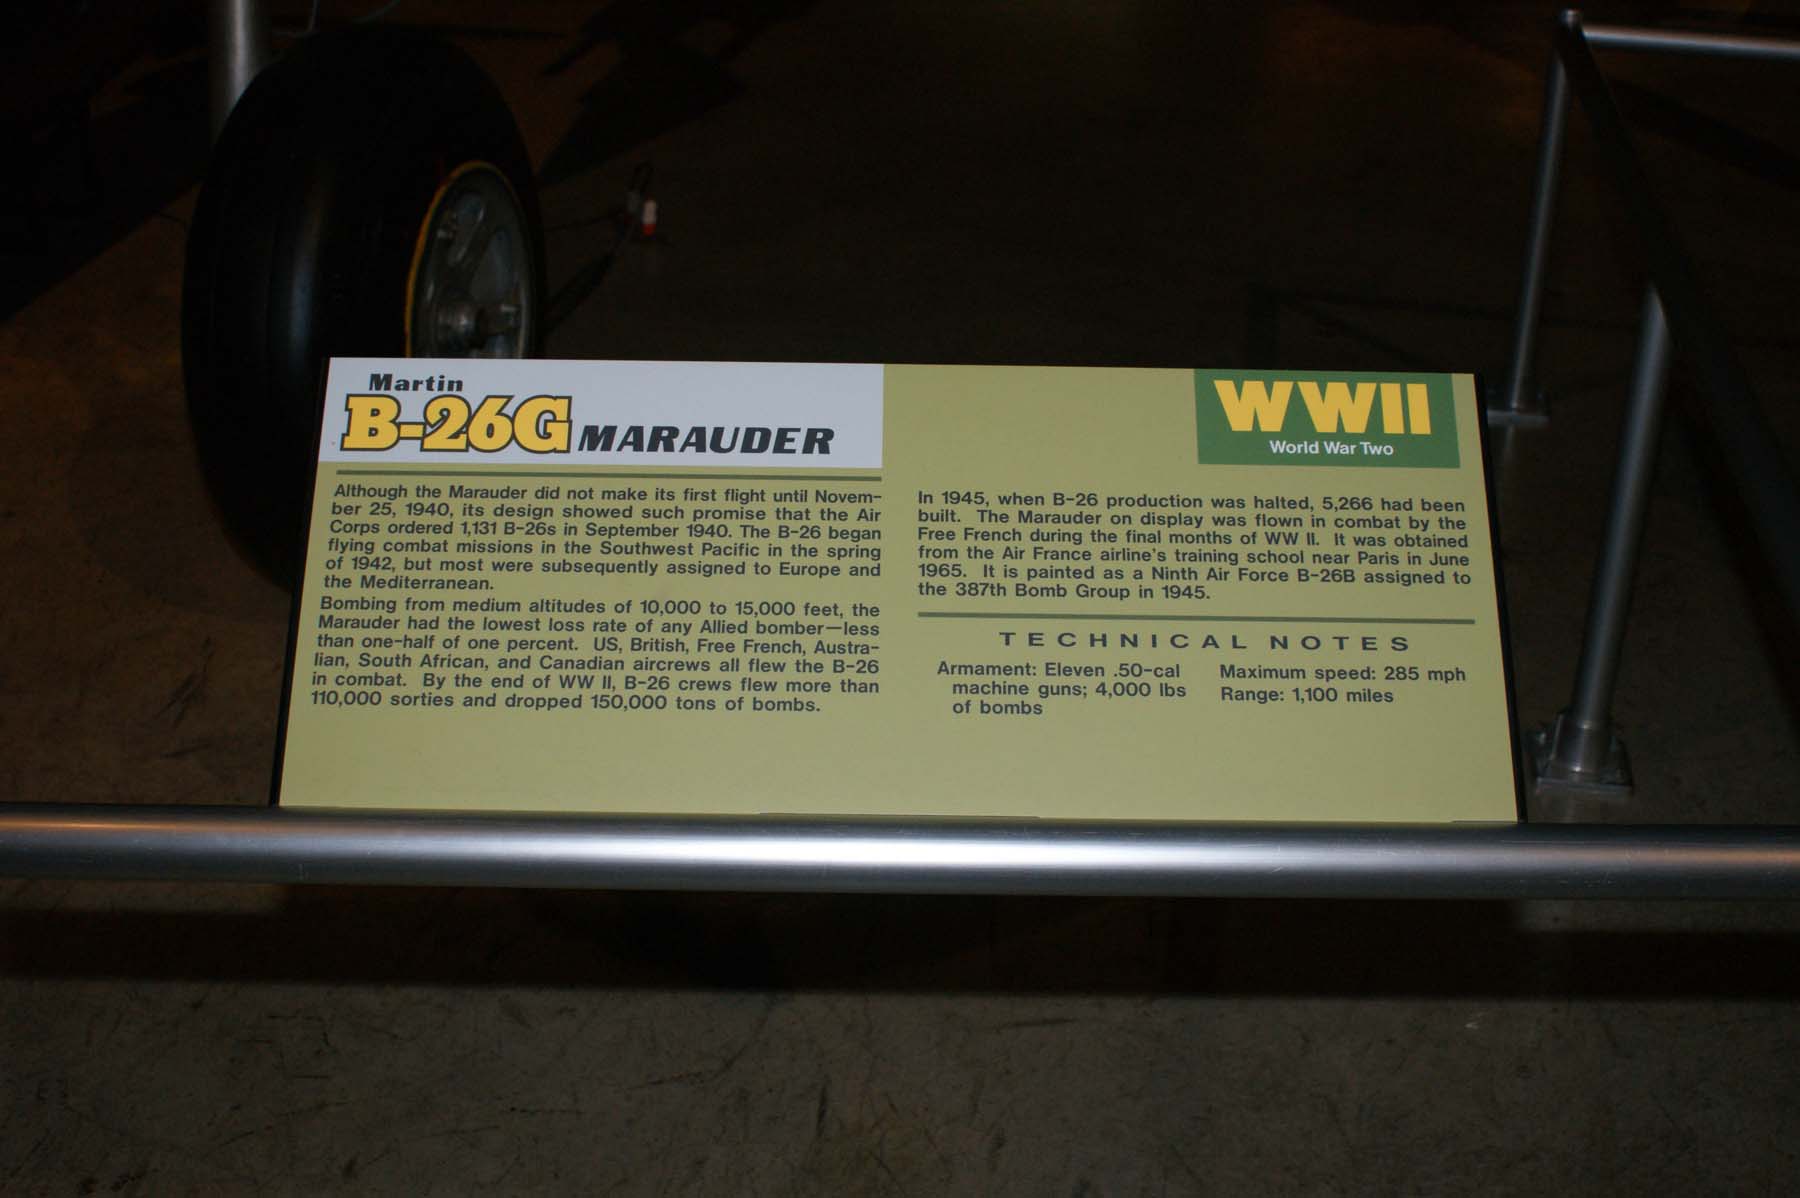 Martin
B-26G MARAUDER
WWII
World War Two
Although the Marauder did not make its first flight until Novem-
ber 25, 1940, its design showed such promise that the Air
Corps ordered 1,131 B-26s in September 1940. The B-26 began
flying combat missions in the Southwest Pacific in the spring
of 1942, but most were subsequently assigned to Europe and
the Mediterranean.
Bombing from medium altitudes of 10,000 to 15,000 feet, the
Marauder had the lowest loss rate of any Allied bomber—less
than one-half of one percent. US, British, Free French, Austra-
lian, South African, and Canadian aircrews all flew the B-26
in combat. By the end of WW II, B-26 crews flew more than
110,000 sorties and dropped 150,000 tons of bombs.
In 1945, when B-26 production was halted, 5,266 had been
built. The Marauder on display was flown in combat by the
Free French during the final months of WW II. It was obtained
from the Air France airline's training school near Paris in June
1965. It is painted as a Ninth Air Force B-26B assigned to
the 387th Bomb Group in 1945.
TECHNICAL NOTES
Armament: Eleven .50-cal
machine guns; 4,000 lbs
of bombs
Maximum speed: 285 mph
Range: 1,100 miles